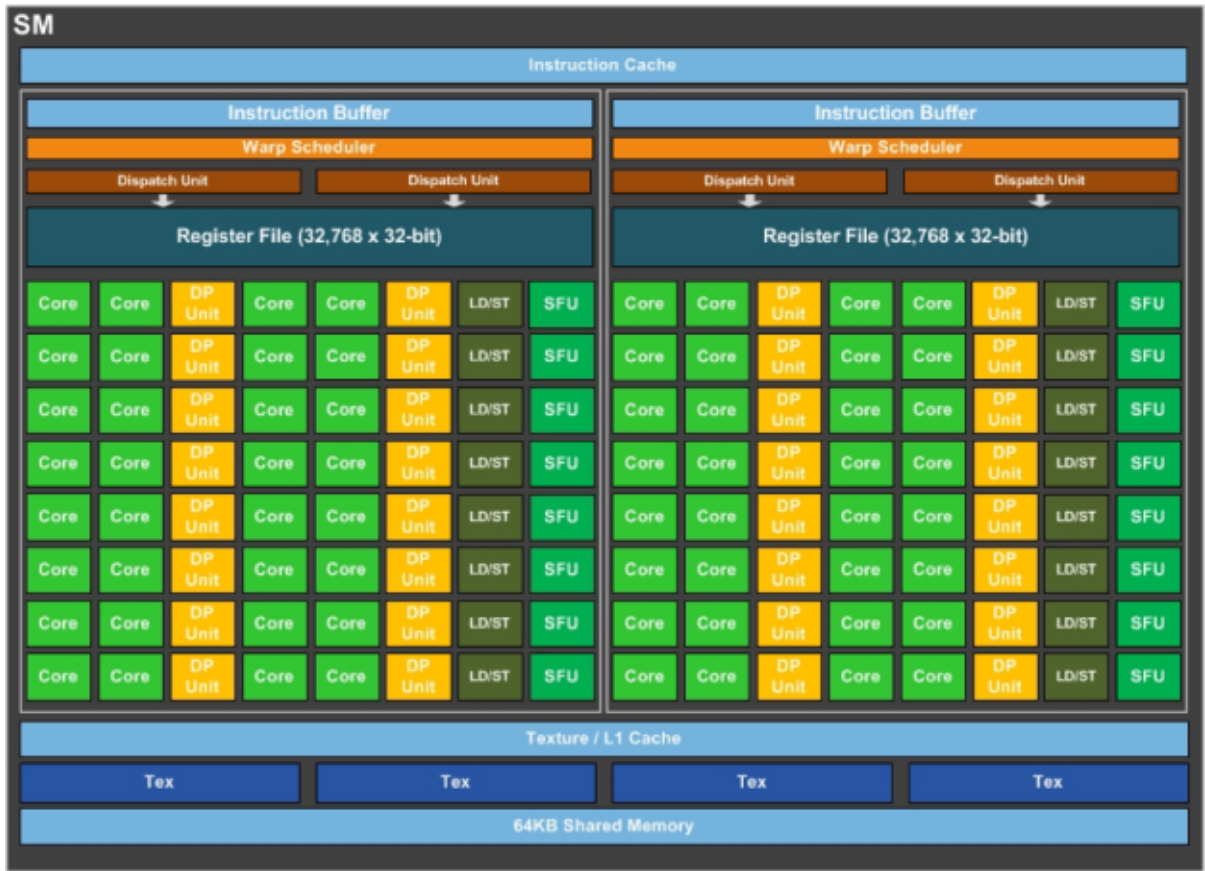 SM
Instruction Cache
Instruction Buffer Instruction Buffer
Warp Scheduler Warp Scheduler
Dispatch Unit Dispatch Unit Dispatch Unit Dispatch Unit
Register File (32,768 x 32-bit) Register File (32,768 x 32-bit)
Core Core DP Unit Core Core DP Unit LD/ST SFU Core Core DP Unit Core Core DP Unit LD/ST SFU
Core Core DP Unit Core Core DP Unit LD/ST SFU Core Core DP Unit Core Core DP Unit LD/ST SFU
Core Core DP Unit Core Core DP Unit LD/ST SFU Core Core DP Unit Core Core DP Unit LD/ST SFU
Core Core DP Unit Core Core DP Unit LD/ST SFU Core Core DP Unit Core Core DP Unit LD/ST SFU
Core Core DP Unit Core Core DP Unit LD/ST SFU Core Core DP Unit Core Core DP Unit LD/ST SFU
Core Core DP Unit Core Core DP Unit LD/ST SFU Core Core DP Unit Core Core DP Unit LD/ST SFU
Core Core DP Unit Core Core DP Unit LD/ST SFU Core Core DP Unit Core Core DP Unit LD/ST SFU
Core Core DP Unit Core Core DP Unit LD/ST SFU Core Core DP Unit Core Core DP Unit LD/ST SFU
Texture / L1 Cache
Tex Tex Tex Tex
64KB Shared Memory